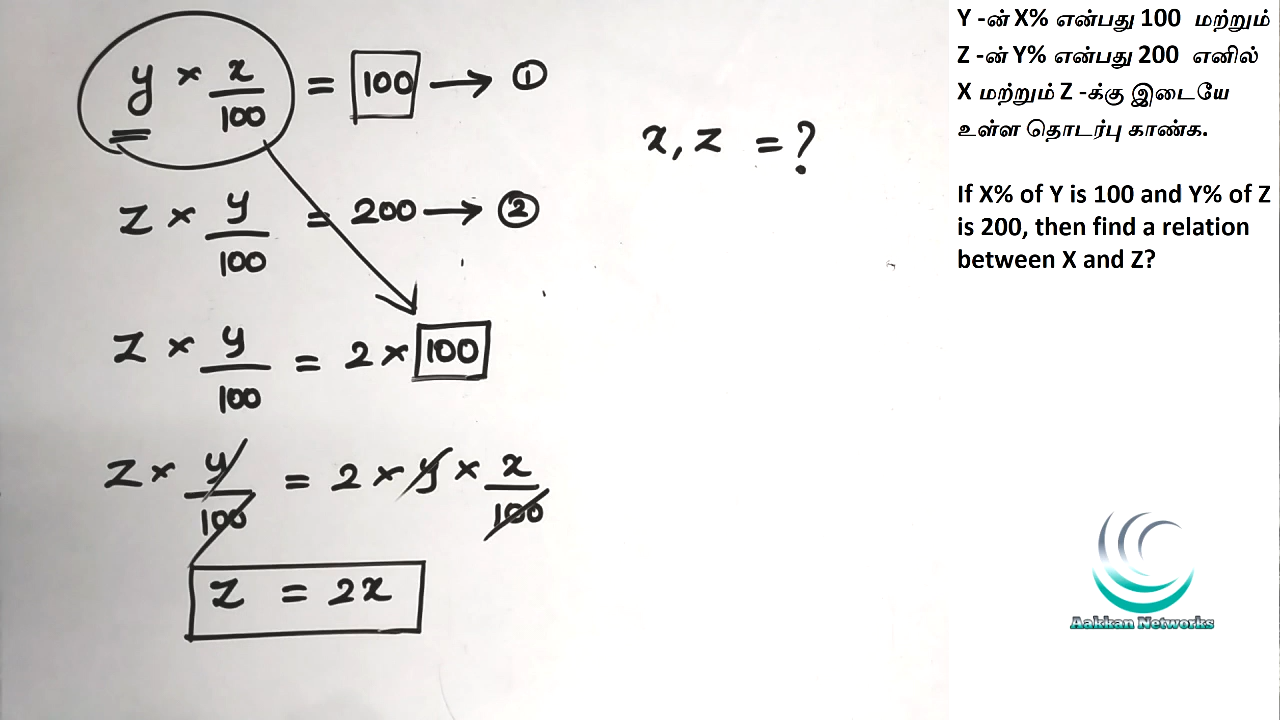 y × x/100 = 100 → ①
x, z = ?
z × y/100 = 200 → ②
z × y/100 = 2 × 100
z × y/100 = 2 × y × x/100
z = 2x
Y -ன் X% என்பது 100 மற்றும்
Z -ன் Y% என்பது 200 எனில்
X மற்றும் Z -க்கு இடையே
உள்ள தொடர்பு காண்க.
If X% of Y is 100 and Y% of Z
is 200, then find a relation
between X and Z?
Aakkan Networks